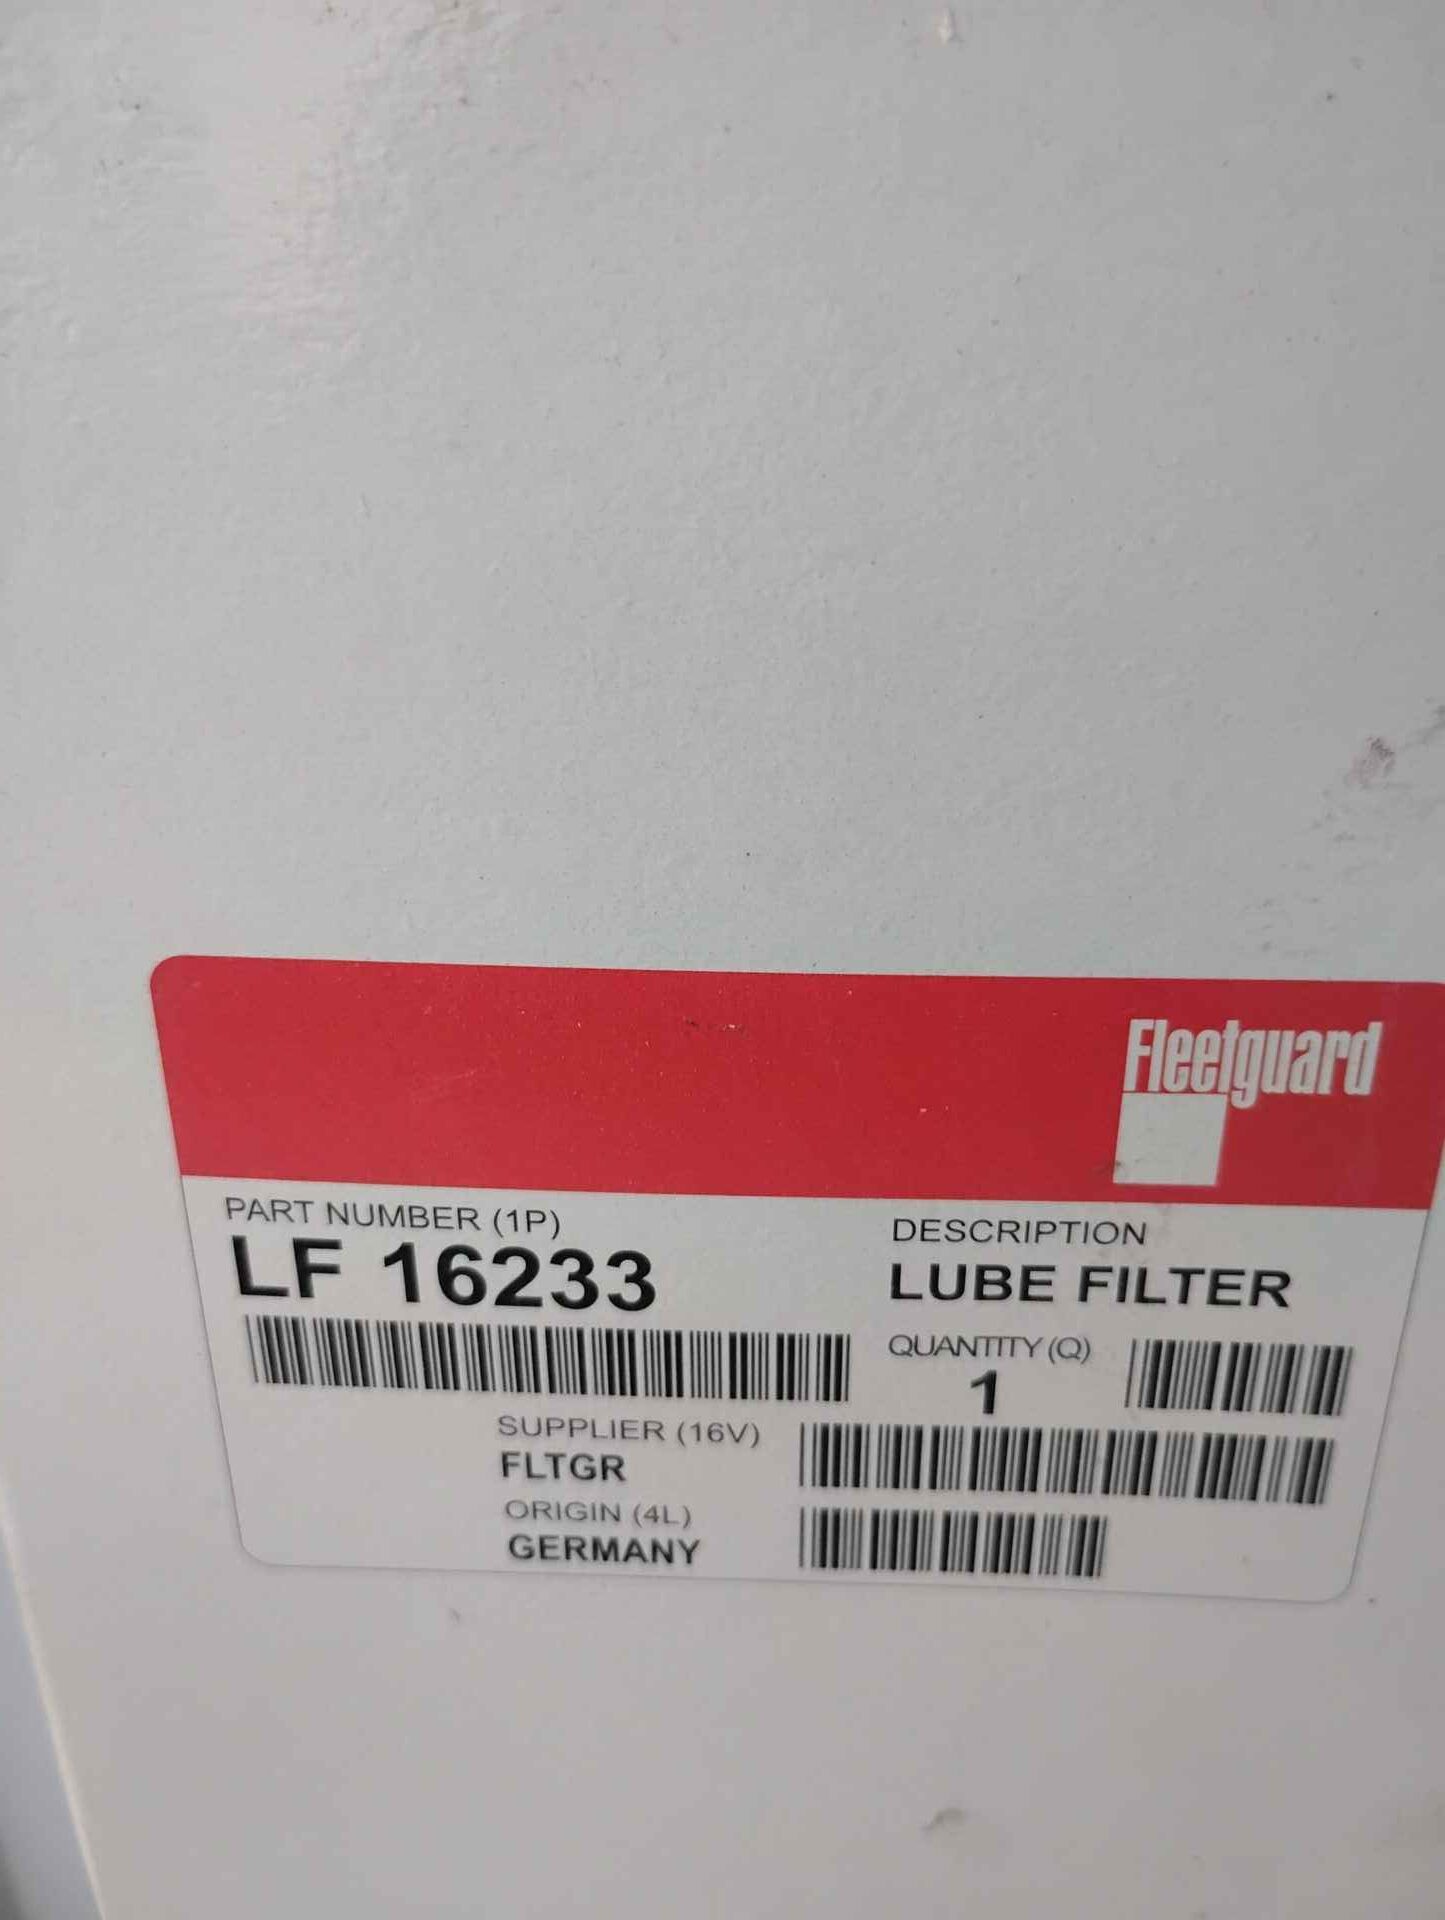 Fleetguard
PART NUMBER (1P)
LF 16233
DESCRIPTION
LUBE FILTER
QUANTITY (Q)
1
SUPPLIER (16V)
FLTGR
ORIGIN (4L)
GERMANY